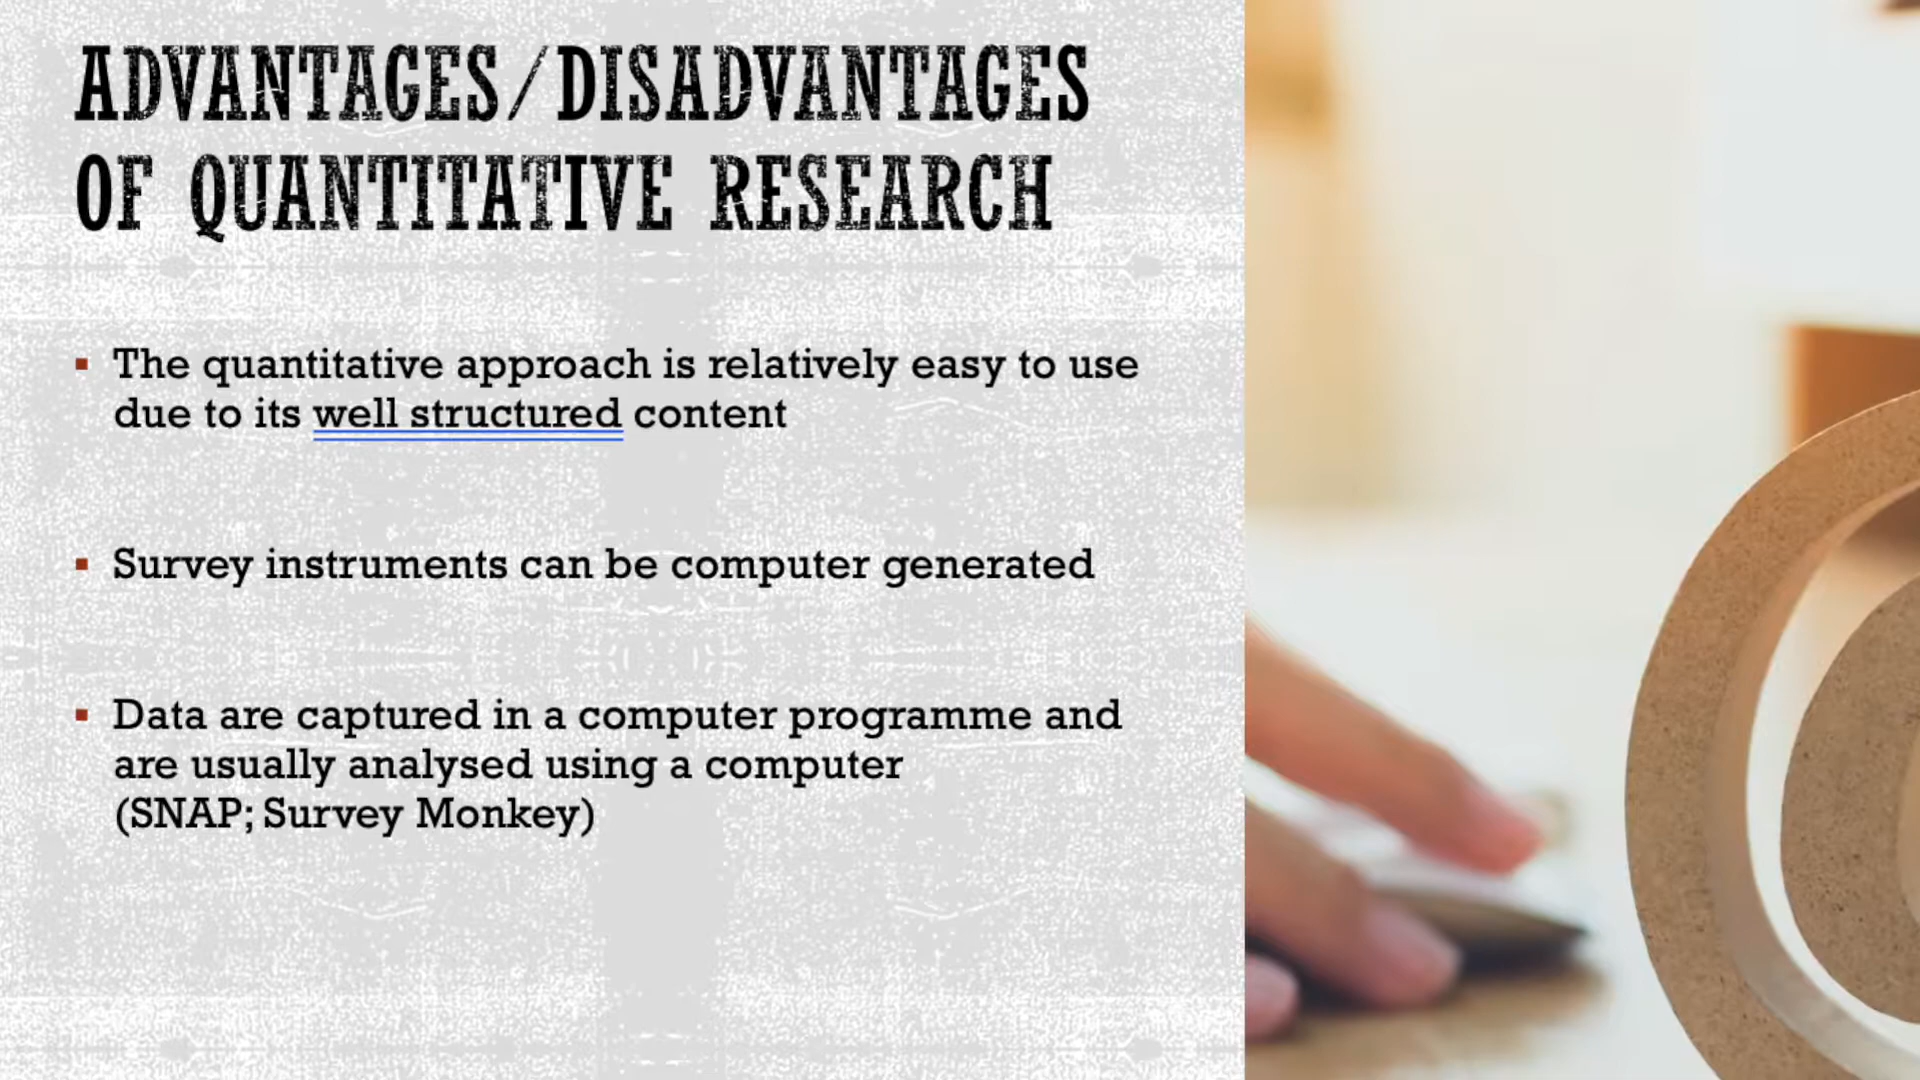 ADVANTAGES/DISADVANTAGES
OF QUANTITATIVE RESEARCH
The quantitative approach is relatively easy to use
due to its well structured content
Survey instruments can be computer generated
Data are captured in a computer programme and
are usually analysed using a computer
(SNAP; Survey Monkey)